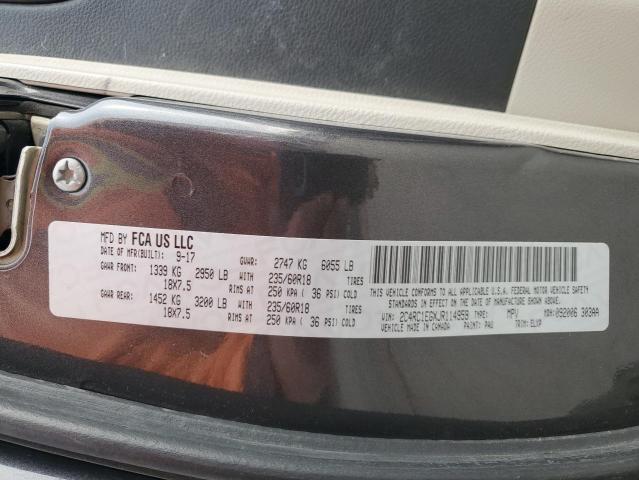 MFD BY FCA US LLC
DATE OF MFR(BUILT): 9-17 GVWR: 2747 KG 6055 LB
GAWR FRONT: 1339 KG 2950 LB WITH 235/60R18 TIRES
18X7.5 RIMS AT 250 KPA ( 36 PSI) COLD
GAWR REAR: 1452 KG 3200 LB WITH 235/60R18 TIRES
18X7.5 RIMS AT 250 KPA ( 36 PSI) COLD
THIS VEHICLE CONFORMS TO ALL APPLICABLE U.S.A. FEDERAL MOTOR VEHICLE SAFETY
STANDARDS IN EFFECT ON THE DATE OF MANUFACTURE SHOWN ABOVE.
VIN: 2C4RC1EGXJR114959 TYPE: MPV MDH:092006 303AA
VEHICLE MADE IN CANADA PAINT: PAU TRIM: ELXP